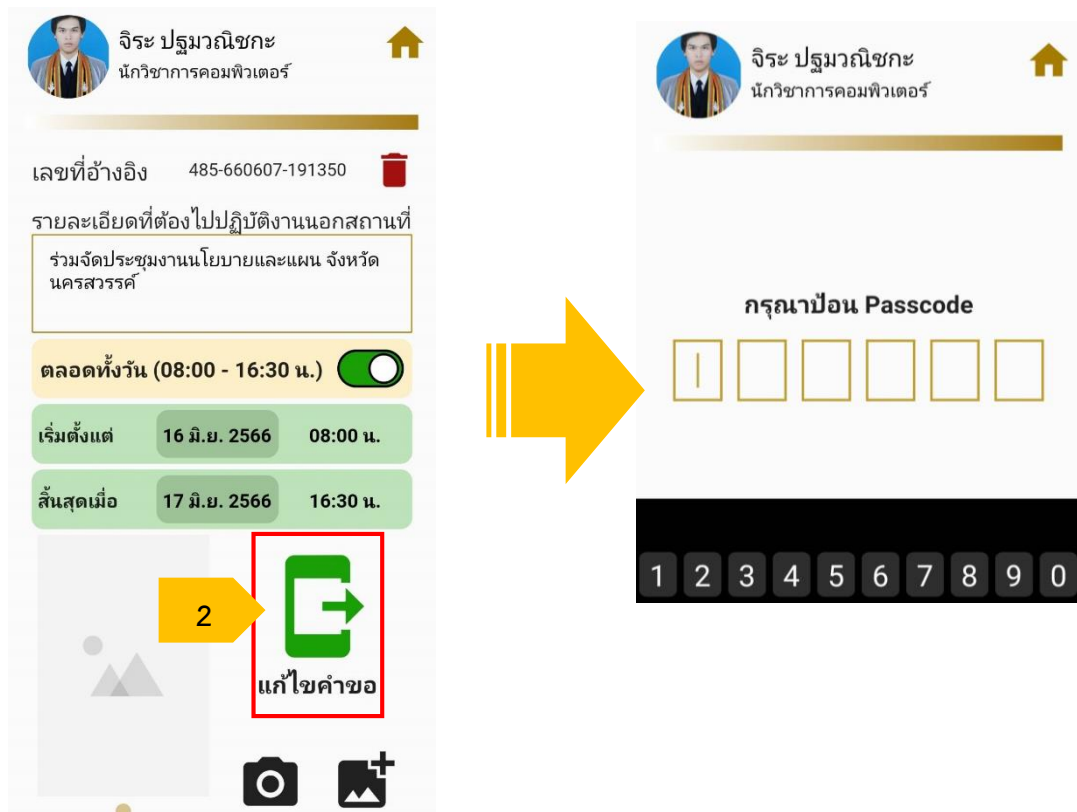 จิระ ปฐมวณิชกะ
นักวิชาการคอมพิวเตอร์
เลขที่อ้างอิง 485-660607-191350
รายละเอียดที่ต้องไปปฏิบัติงานนอกสถานที่
ร่วมจัดประชุมงานนโยบายและแผน จังหวัด
นครสวรรค์
ตลอดทั้งวัน (08:00 - 16:30 น.)
เริ่มตั้งแต่ 16 มิ.ย. 2566 08:00 น.
สิ้นสุดเมื่อ 17 มิ.ย. 2566 16:30 น.
2
แก้ไขคำขอ
จิระ ปฐมวณิชกะ
นักวิชาการคอมพิวเตอร์
กรุณาป้อน Passcode
1 2 3 4 5 6 7 8 9 0